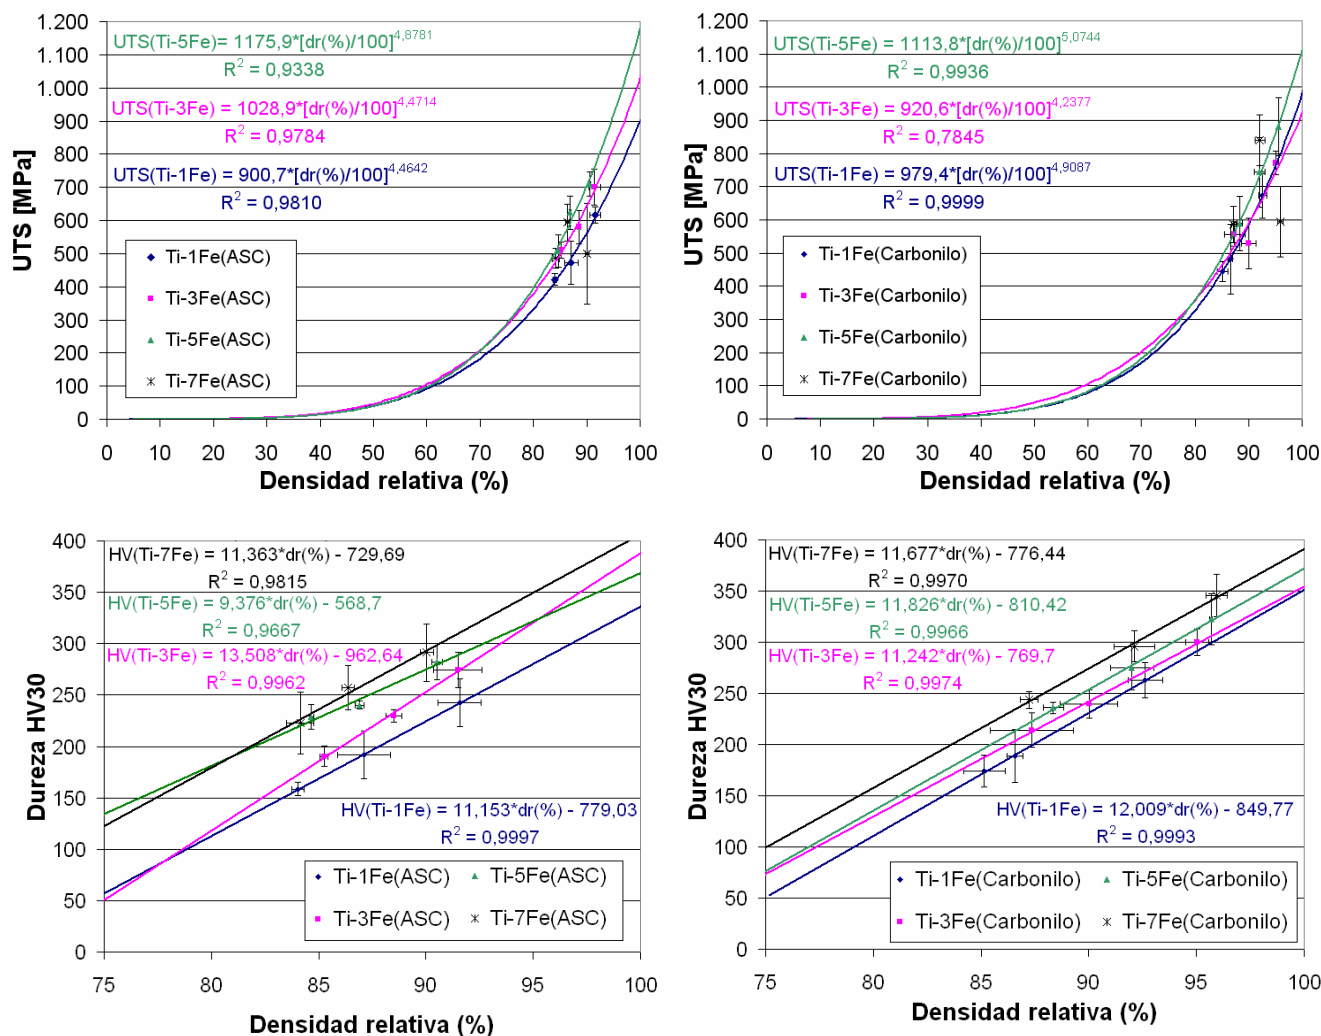 1.200
1.100
1.000
900
800
700
600
500
400
300
200
100
0
UTS [MPa]
UTS(Ti-5Fe)= 1175,9*[dr(%)/100]^4,8781
R² = 0,9338
UTS(Ti-3Fe) = 1028,9*[dr(%)/100]^4,4714
R² = 0,9784
UTS(Ti-1Fe) = 900,7*[dr(%)/100]^4,4642
R² = 0,9810
Ti-1Fe(ASC)
Ti-3Fe(ASC)
Ti-5Fe(ASC)
Ti-7Fe(ASC)
0 10 20 30 40 50 60 70 80 90 100
Densidad relativa (%)
1.200
1.100
1.000
900
800
700
600
500
400
300
200
100
0
UTS [MPa]
UTS(Ti-5Fe)= 1113,8*[dr(%)/100]^5,0744
R² = 0,9936
UTS(Ti-3Fe) = 920,6*[dr(%)/100]^4,2377
R² = 0,7845
UTS(Ti-1Fe) = 979,4*[dr(%)/100]^4,9087
R² = 0,9999
Ti-1Fe(Carbonilo)
Ti-3Fe(Carbonilo)
Ti-5Fe(Carbonilo)
Ti-7Fe(Carbonilo)
0 10 20 30 40 50 60 70 80 90 100
Densidad relativa (%)
400
350
300
250
200
150
100
50
0
Dureza HV30
HV(Ti-7Fe) = 11,363*dr(%) - 729,69
R² = 0,9815
HV(Ti-5Fe) = 9,376*dr(%) - 568,7
R² = 0,9667
HV(Ti-3Fe) = 13,508*dr(%) - 962,64
R² = 0,9962
HV(Ti-1Fe) = 11,153*dr(%) - 779,03
R² = 0,9997
Ti-1Fe(ASC) Ti-5Fe(ASC)
Ti-3Fe(ASC) Ti-7Fe(ASC)
75 80 85 90 95 100
Densidad relativa (%)
400
350
300
250
200
150
100
50
0
Dureza HV30
HV(Ti-7Fe) = 11,677*dr(%) - 776,44
R² = 0,9970
HV(Ti-5Fe) = 11,826*dr(%) - 810,42
R² = 0,9966
HV(Ti-3Fe) = 11,242*dr(%) - 769,7
R² = 0,9974
HV(Ti-1Fe) = 12,009*dr(%) - 849,77
R² = 0,9993
Ti-1Fe(Carbonilo) Ti-5Fe(Carbonilo)
Ti-3Fe(Carbonilo) Ti-7Fe(Carbonilo)
75 80 85 90 95 100
Densidad relativa (%)